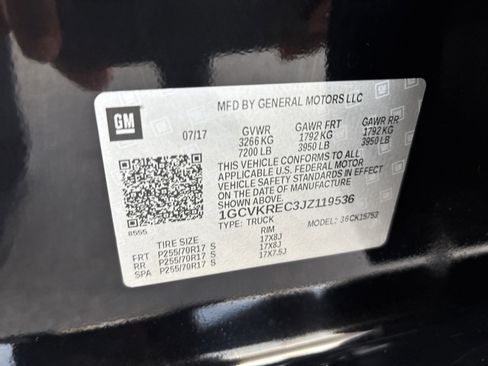 MFD BY GENERAL MOTORS LLC
GM
07/17 GVWR GAWR FRT GAWR RR
3266 KG 1792 KG 1792 KG
7200 LB 3950 LB 3950 LB
THIS VEHICLE CONFORMS TO ALL
APPLICABLE U.S. FEDERAL MOTOR
VEHICLE SAFETY STANDARDS IN EFFECT
ON THE DATE OF MANUFACTURE
SHOWN ABOVE.
1GCVKREC3JZ119536
TYPE: TRUCK MODEL: 36CK15753
8555
TIRE SIZE RIM
FRT P255/70R17 S 17X8J
RR P255/70R17 S 17X8J
SPA P255/70R17 S 17X7.5J